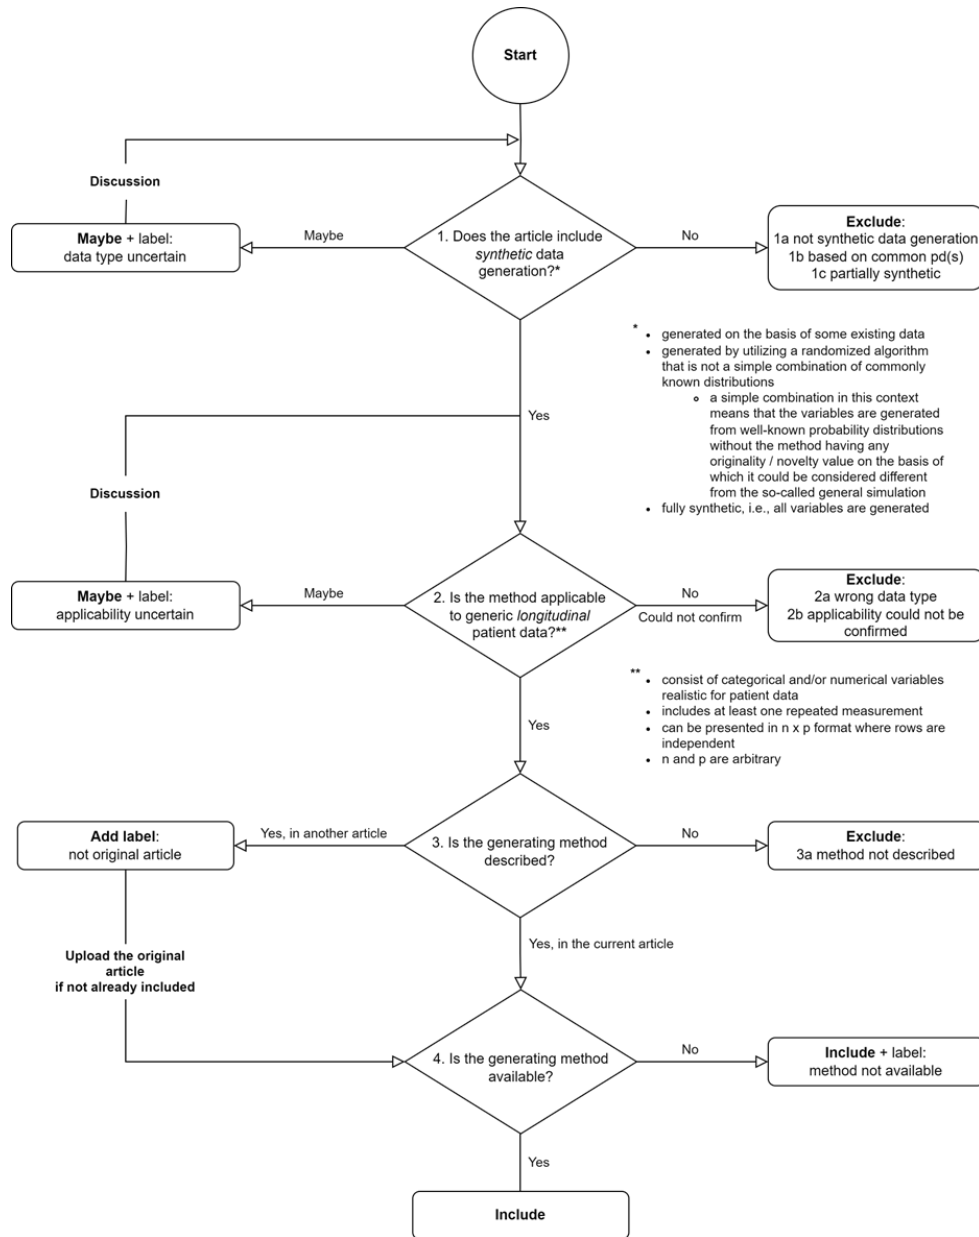 Start
Discussion
Maybe + label:
data type uncertain
Maybe
1. Does the article include
synthetic data
generation?*
No
Exclude:
1a not synthetic data generation
1b based on common pd(s)
1c partially synthetic
* • generated on the basis of some existing data
• generated by utilizing a randomized algorithm
that is not a simple combination of commonly
known distributions
o a simple combination in this context
means that the variables are generated
from well-known probability distributions
without the method having any
originality / novelty value on the basis of
which it could be considered different
from the so-called general simulation
• fully synthetic, i.e., all variables are generated
Yes
Discussion
Maybe + label:
applicability uncertain
Maybe
2. Is the method applicable
to generic longitudinal
patient data?**
No
Could not confirm
Exclude:
2a wrong data type
2b applicability could not be
confirmed
** • consist of categorical and/or numerical variables
realistic for patient data
• includes at least one repeated measurement
• can be presented in n x p format where rows are
independent
• n and p are arbitrary
Yes
Add label:
not original article
Yes, in another article
3. Is the generating method
described?
No
Exclude:
3a method not described
Upload the original
article
if not already included
Yes, in the current article
4. Is the generating method
available?
No
Include + label:
method not available
Yes
Include